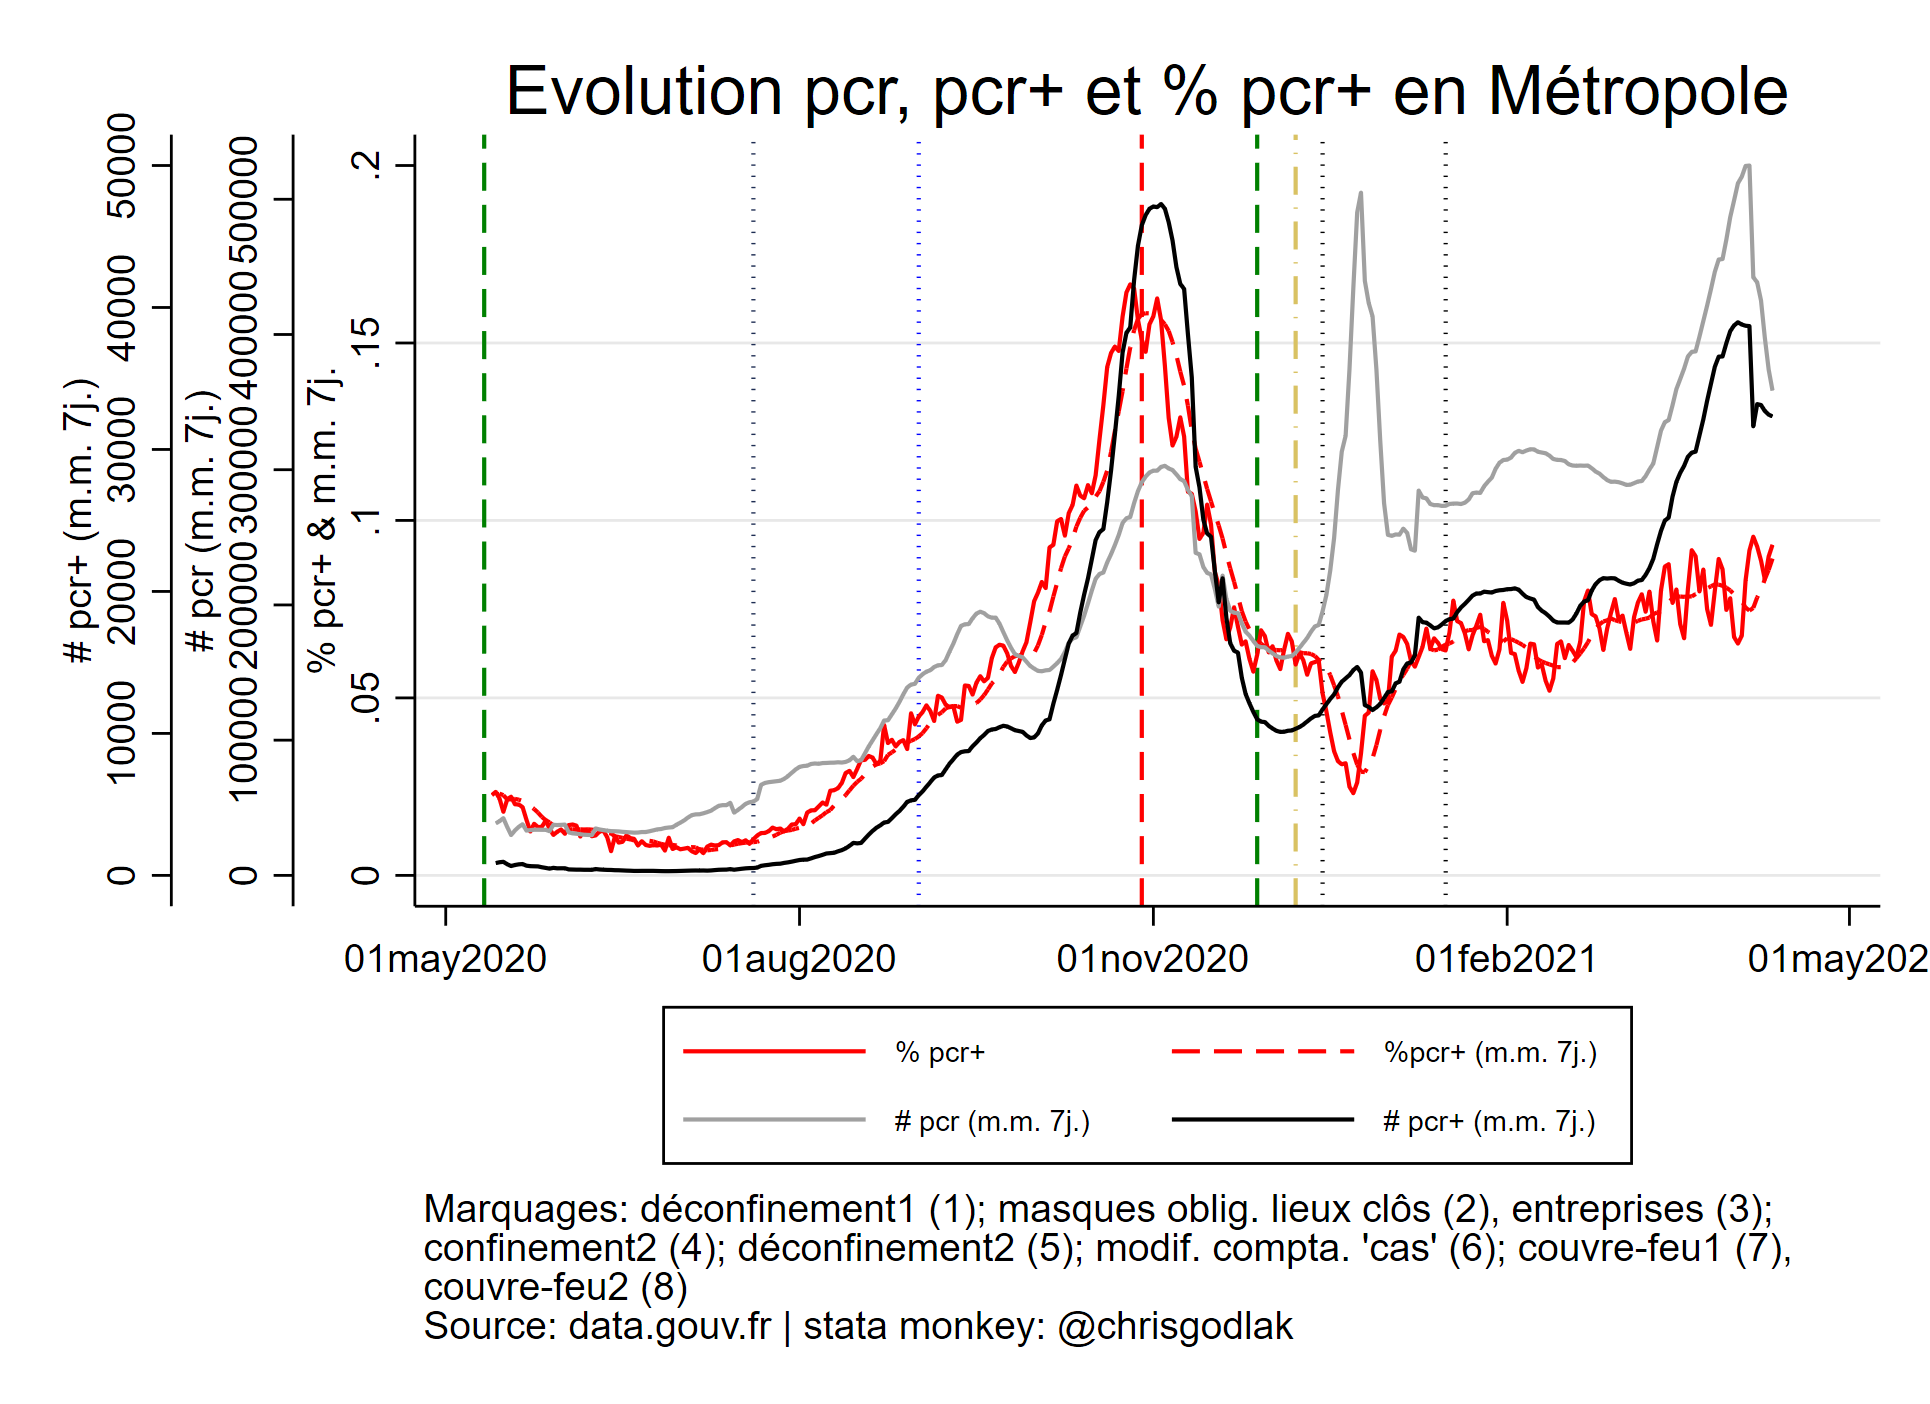 Evolution pcr, pcr+ et % pcr+ en Métropole
# pcr+ (m.m. 7j.)
0 10000 20000 30000 40000 50000
# pcr (m.m. 7j.)
0 100000 200000 300000 400000 500000
% pcr+ & m.m. 7j.
0 .05 .1 .15 .2
01may2020 01aug2020 01nov2020 01feb2021 01may202
% pcr+ %pcr+ (m.m. 7j.)
# pcr (m.m. 7j.) # pcr+ (m.m. 7j.)
Marquages: déconfinement1 (1); masques oblig. lieux clôs (2), entreprises (3);
confinement2 (4); déconfinement2 (5); modif. compta. 'cas' (6); couvre-feu1 (7),
couvre-feu2 (8)
Source: data.gouv.fr | stata monkey: @chrisgodlak